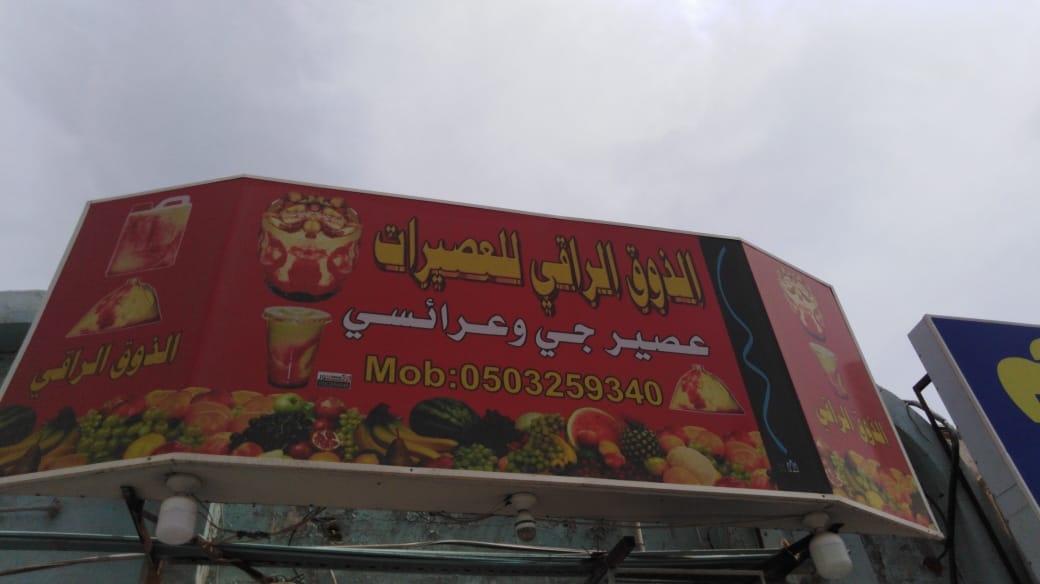 الذوق الراقي للعصيرات
عصير جي وعرائسي
Mob:0503259340
الذوق الراقي
الذوق الراقي